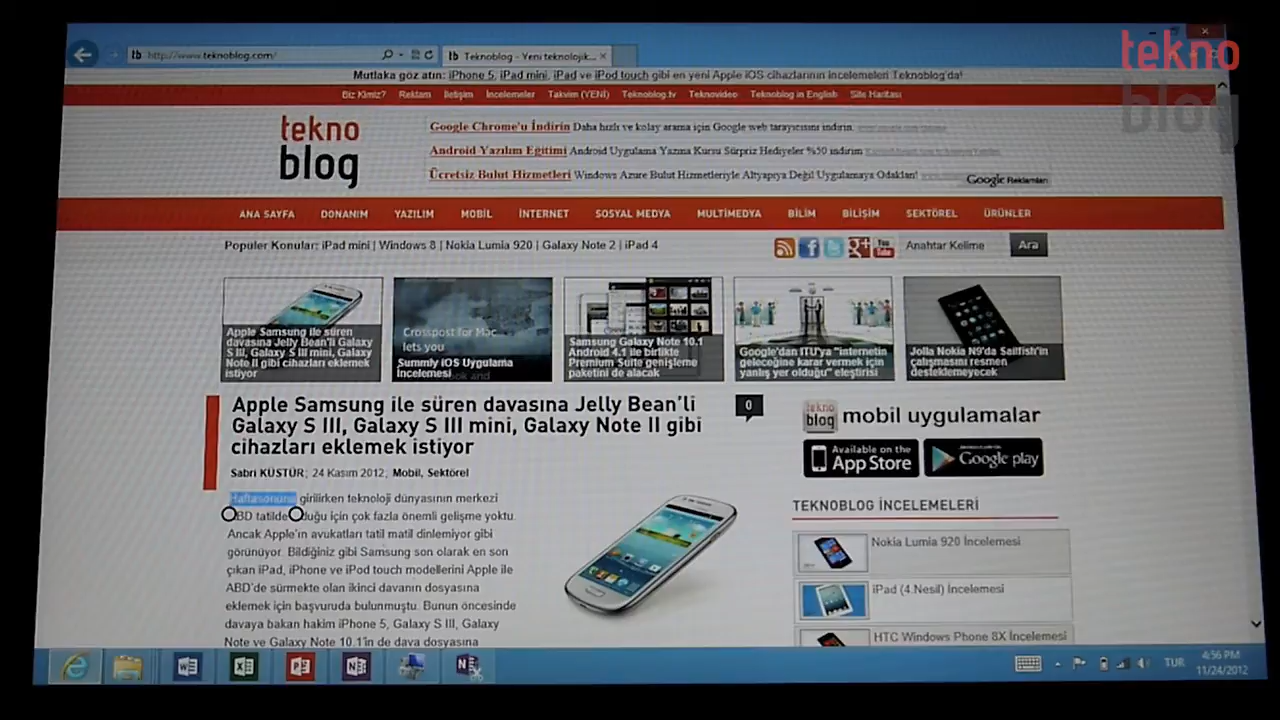 http://www.teknoblog.com/
Teknoblog - Yeni teknolojik...
tekno
blog
Mutlaka göz atın: iPhone 5, iPad mini, iPad ve iPod touch gibi en yeni Apple iOS cihazlarının incelemeleri Teknoblog'da!
Biz Kimiz? Reklam İletişim İncelemeler Takvim (YENİ) Teknoblog.tv Teknovideo Teknoblog in English Site Haritası
tekno
blog
Google Chrome'u İndirin Daha hızlı ve kolay arama için Google web tarayıcısını indirin.
Android Yazılım Eğitimi Android Uygulama Yazma Kursu Sürpriz Hediyeler %50 indirim
Ücretsiz Bulut Hizmetleri Windows Azure Bulut Hizmetleriyle Altyapıya Değil Uygulamaya Odaklan!
Google Reklamları
ANA SAYFA DONANIM YAZILIM MOBİL İNTERNET SOSYAL MEDYA MULTİMEDYA BİLİM BİLİŞİM SEKTÖREL ÜRÜNLER
Popüler Konular: iPad mini | Windows 8 | Nokia Lumia 920 | Galaxy Note 2 | iPad 4
You Tube
Anahtar Kelime
Ara
Apple Samsung ile süren
davasına Jelly Bean'li Galaxy
S III, Galaxy S III mini, Galaxy
Note II gibi cihazları eklemek
istiyor
Crosspost for Mac
lets you
Summly iOS Uygulama
İncelemesi
Samsung Galaxy Note 10.1
Android 4.1 ile birlikte
Premium Suite genişleme
paketini de alacak
Google'dan ITU'ya "internetin
geleceğine karar vermek için
yanlış yer olduğu" eleştirisi
Jolla Nokia N9'da Sailfish'in
çalışmasını resmen
desteklemeyecek
Apple Samsung ile süren davasına Jelly Bean'li
Galaxy S III, Galaxy S III mini, Galaxy Note II gibi
cihazları eklemek istiyor
0
Sabri KÜSTÜR, 24 Kasım 2012, Mobil, Sektörel
Haftasonuna girilirken teknoloji dünyasının merkezi
ABD tatilde olduğu için çok fazla önemli gelişme yoktu.
Ancak Apple'ın avukatları tatil matil dinlemiyor gibi
görünüyor. Bildiğiniz gibi Samsung son olarak en son
çıkan iPad, iPhone ve iPod touch modellerini Apple ile
ABD'de sürmekte olan ikinci davanın dosyasına
eklemek için başvuruda bulunmuştu. Bunun öncesinde
davaya bakan hakim iPhone 5, Galaxy S III, Galaxy
Note ve Galaxy Note 10.1'in de dava dosyasına
tekno
blog
mobil uygulamalar
Available on the
App Store
Google play
TEKNOBLOG İNCELEMELERİ
Nokia Lumia 920 İncelemesi
iPad (4.Nesil) İncelemesi
HTC Windows Phone 8X İncelemesi
TUR
4:56 PM
11/24/2012